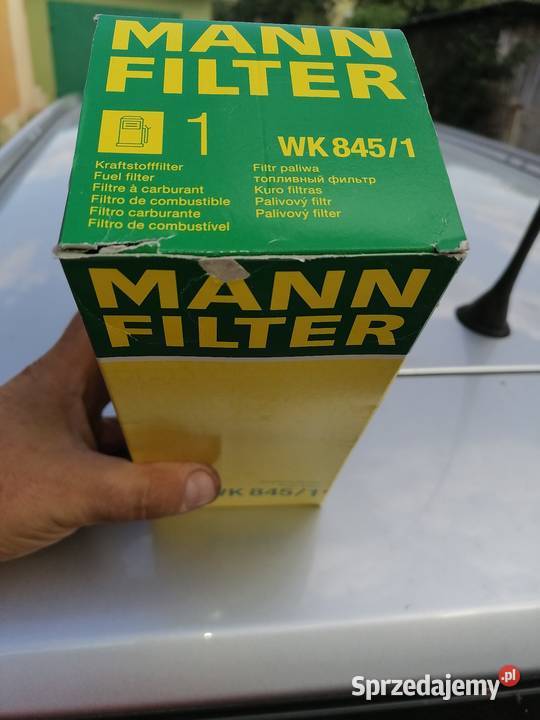 MANN
FILTER
1
WK 845/1
Kraftstofffilter
Fuel filter
Filtre à carburant
Filtro de combustible
Filtro carburante
Filtro de combustível
Filtr paliwa
топливный фильтр
Kuro filtras
Palivový filtr
Palivový filter
MANN
FILTER
WK 845/1
Sprzedajemy.pl